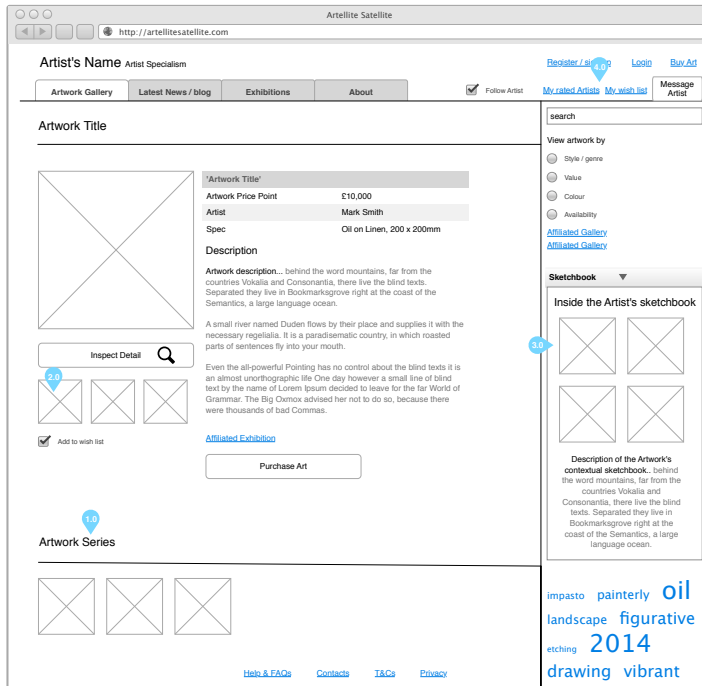 Artellite Satellite
http://artellitesatellite.com
Artist's Name Artist Specialism
Register / sign up Login Buy Art
4.0
Artwork Gallery Latest News / blog Exhibitions About Follow Artist My rated Artists My wish list Message Artist
Artwork Title
search
View artwork by
Style / genre
Value
Colour
Availability
Affiliated Gallery
Affiliated Gallery
'Artwork Title'
Artwork Price Point £10,000
Artist Mark Smith
Spec Oil on Linen, 200 x 200mm
Description
Artwork description... behind the word mountains, far from the
countries Vokalia and Consonantia, there live the blind texts.
Separated they live in Bookmarksgrove right at the coast of the
Semantics, a large language ocean.
A small river named Duden flows by their place and supplies it with the
necessary regelialia. It is a paradisematic country, in which roasted
parts of sentences fly into your mouth.
Even the all-powerful Pointing has no control about the blind texts it is
an almost unorthographic life One day however a small line of blind
text by the name of Lorem Ipsum decided to leave for the far World of
Grammar. The Big Oxmox advised her not to do so, because there
were thousands of bad Commas.
Affiliated Exhibition
Purchase Art
Inspect Detail
2.0
Add to wish list
Sketchbook
Inside the Artist's sketchbook
3.0
Description of the Artwork's
contextual sketchbook.. behind
the word mountains, far from the
countries Vokalia and
Consonantia, there live the blind
texts. Separated they live in
Bookmarksgrove right at the
coast of the Semantics, a large
language ocean.
1.0
Artwork Series
impasto painterly oil
landscape figurative
etching 2014
drawing vibrant
Help & FAQs Contacts T&Cs Privacy